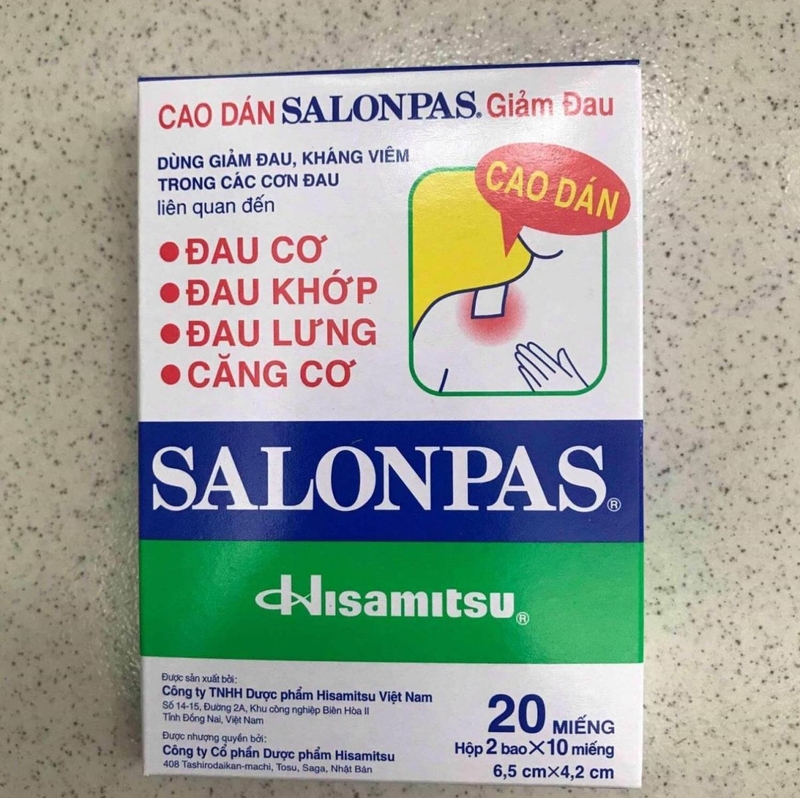 CAO DÁN SALONPAS® Giảm Đau
DÙNG GIẢM ĐAU, KHÁNG VIÊM
TRONG CÁC CƠN ĐAU
liên quan đến
CAO DÁN
● ĐAU CƠ
● ĐAU KHỚP
● ĐAU LƯNG
● CĂNG CƠ
SALONPAS®
Hisamitsu®
Được sản xuất bởi:
Công ty TNHH Dược phẩm Hisamitsu Việt Nam
Số 14-15, Đường 2A, Khu công nghiệp Biên Hòa II
Tỉnh Đồng Nai, Việt Nam
Được nhượng quyền bởi:
Công ty Cổ phần Dược phẩm Hisamitsu
408 Tashirodaikan-machi, Tosu, Saga, Nhật Bản
20 MIẾNG
Hộp 2 bao×10 miếng
6,5 cm×4,2 cm